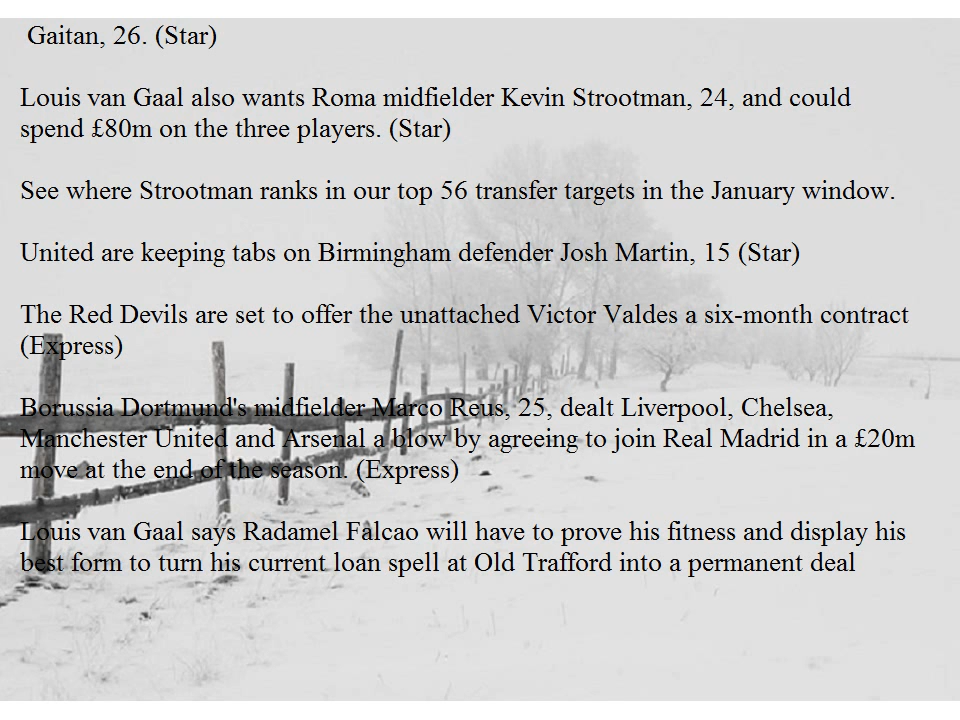 Gaitan, 26. (Star)
Louis van Gaal also wants Roma midfielder Kevin Strootman, 24, and could
spend £80m on the three players. (Star)
See where Strootman ranks in our top 56 transfer targets in the January window.
United are keeping tabs on Birmingham defender Josh Martin, 15 (Star)
The Red Devils are set to offer the unattached Victor Valdes a six-month contract
(Express)
Borussia Dortmund's midfielder Marco Reus, 25, dealt Liverpool, Chelsea,
Manchester United and Arsenal a blow by agreeing to join Real Madrid in a £20m
move at the end of the season. (Express)
Louis van Gaal says Radamel Falcao will have to prove his fitness and display his
best form to turn his current loan spell at Old Trafford into a permanent deal